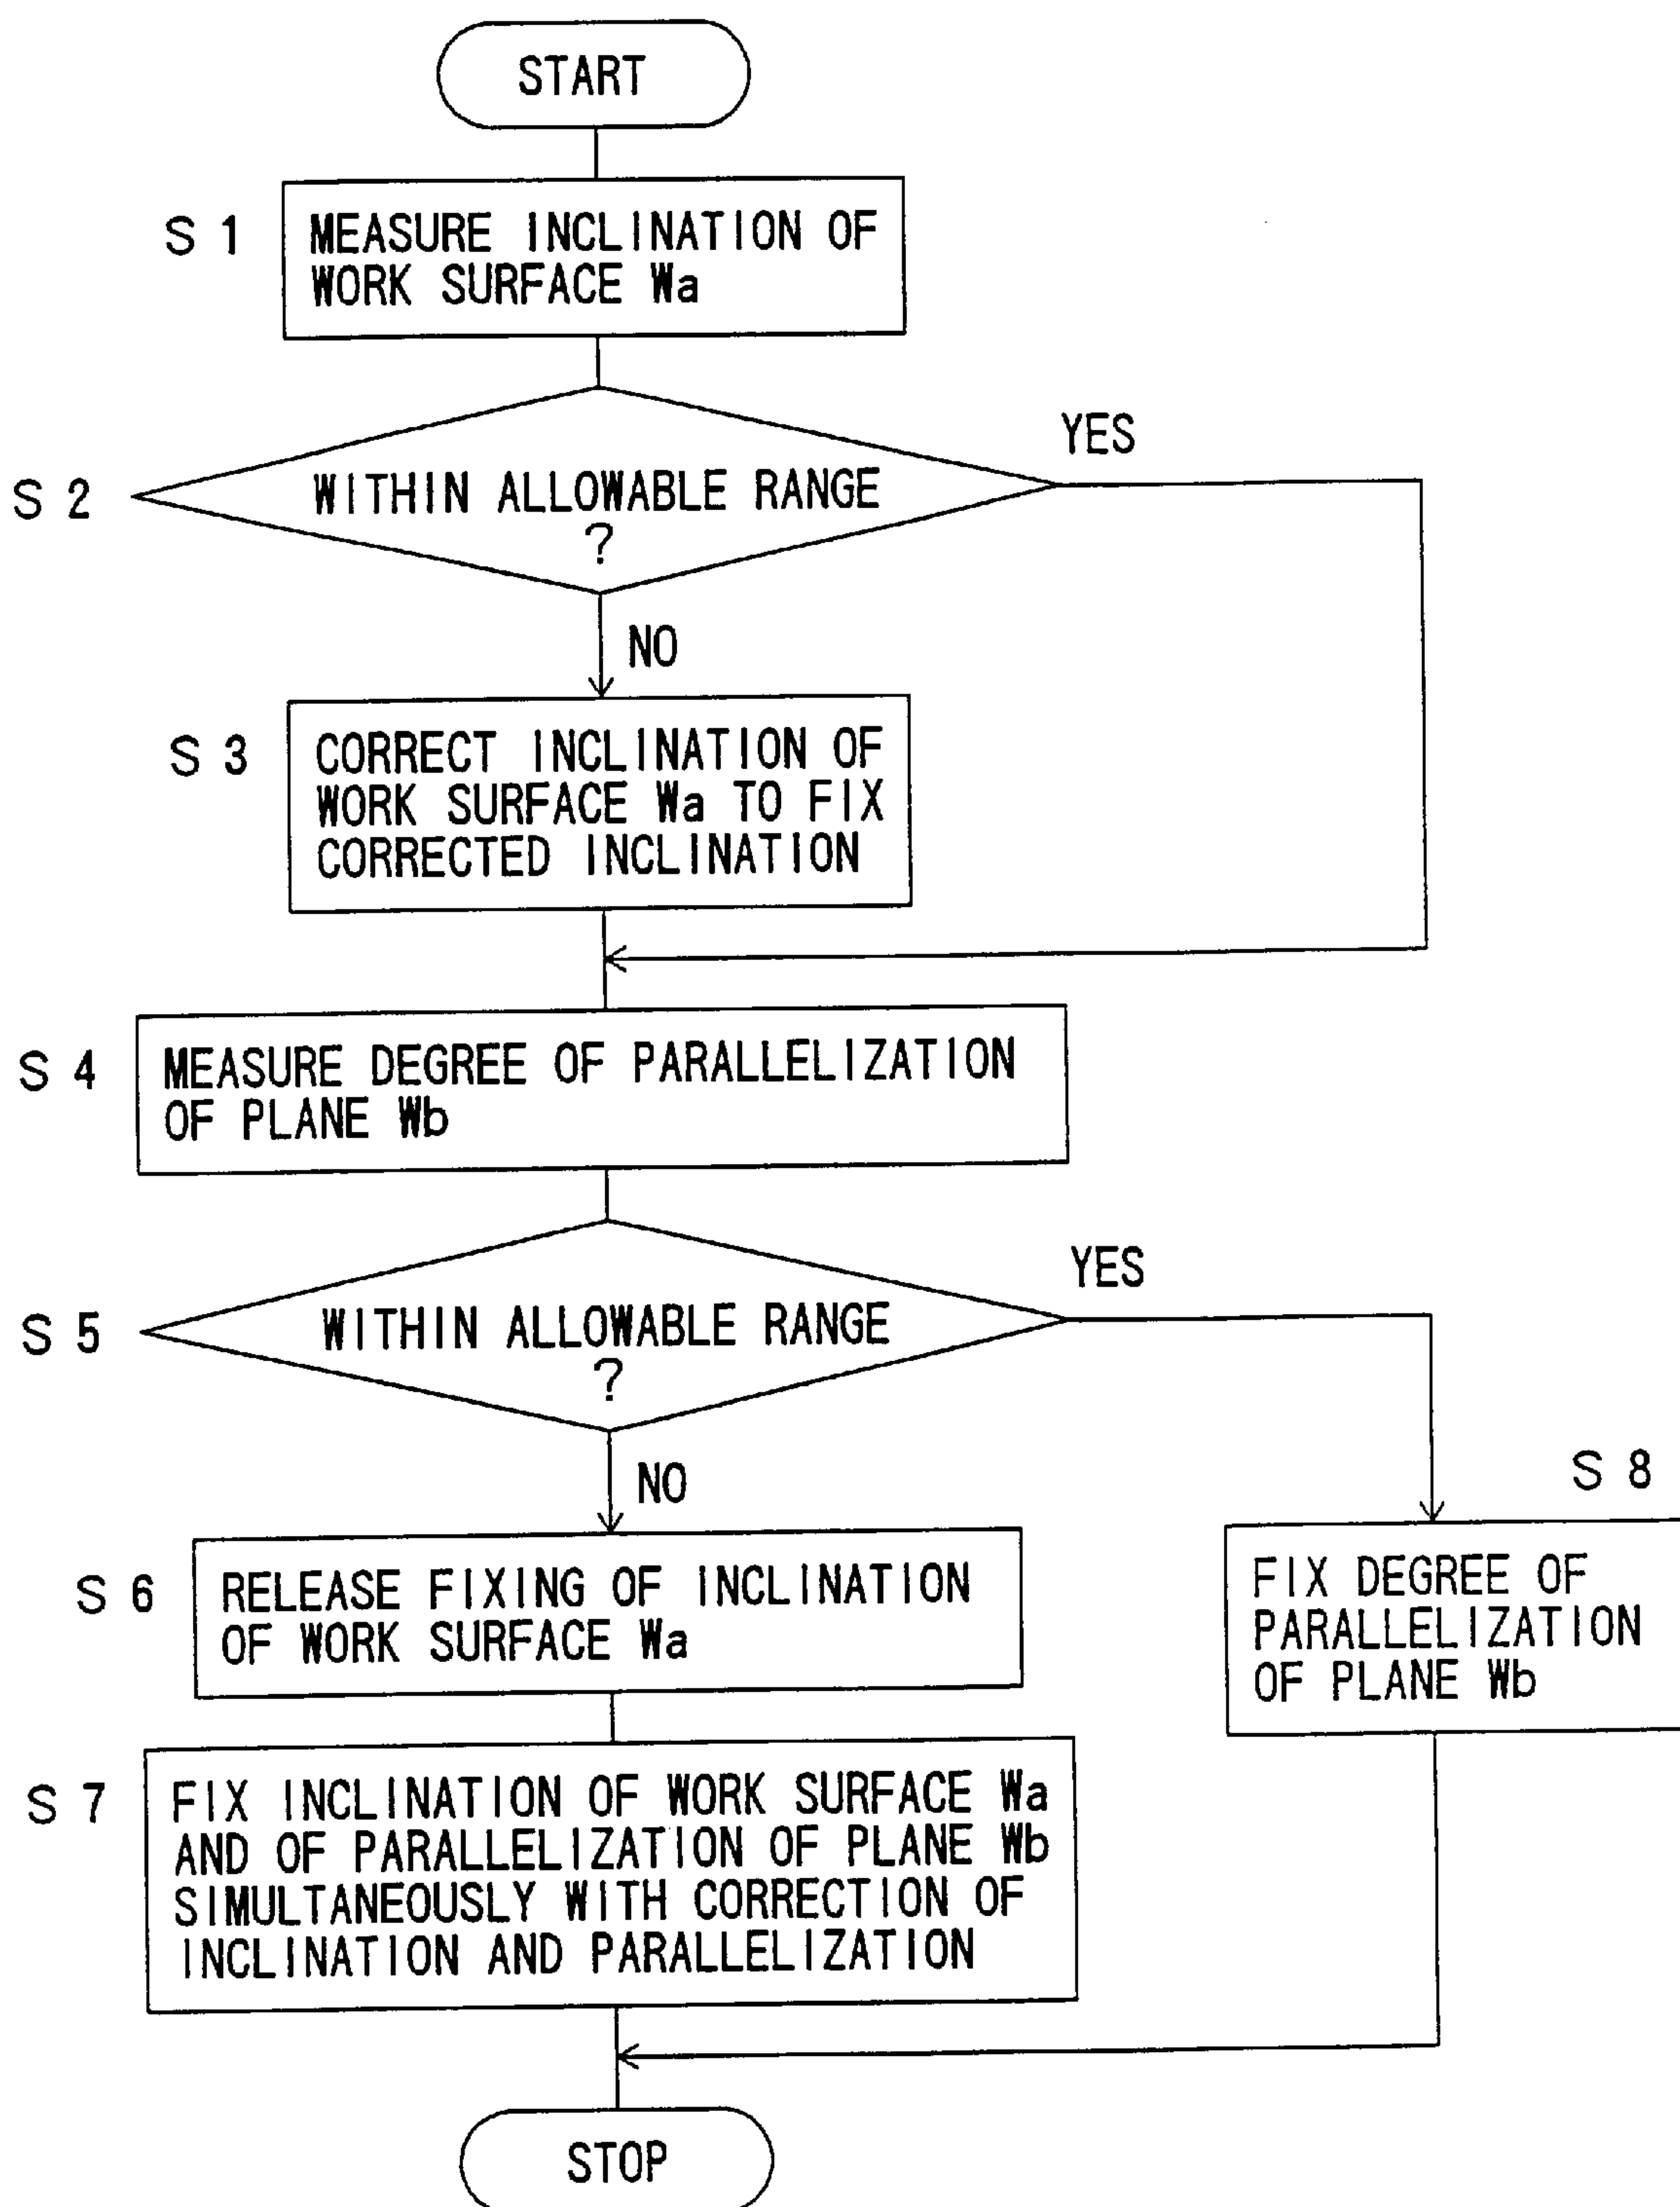 START
S 1
MEASURE INCLINATION OF
WORK SURFACE Wa
S 2
WITHIN ALLOWABLE RANGE
?
YES
NO
S 3
CORRECT INCLINATION OF
WORK SURFACE Wa TO FIX
CORRECTED INCLINATION
S 4
MEASURE DEGREE OF PARALLELIZATION
OF PLANE Wb
S 5
WITHIN ALLOWABLE RANGE
?
YES
NO
S 6
RELEASE FIXING OF INCLINATION
OF WORK SURFACE Wa
S 8
FIX DEGREE OF
PARALLELIZATION
OF PLANE Wb
S 7
FIX INCLINATION OF WORK SURFACE Wa
AND OF PARALLELIZATION OF PLANE Wb
SIMULTANEOUSLY WITH CORRECTION OF
INCLINATION AND PARALLELIZATION
STOP